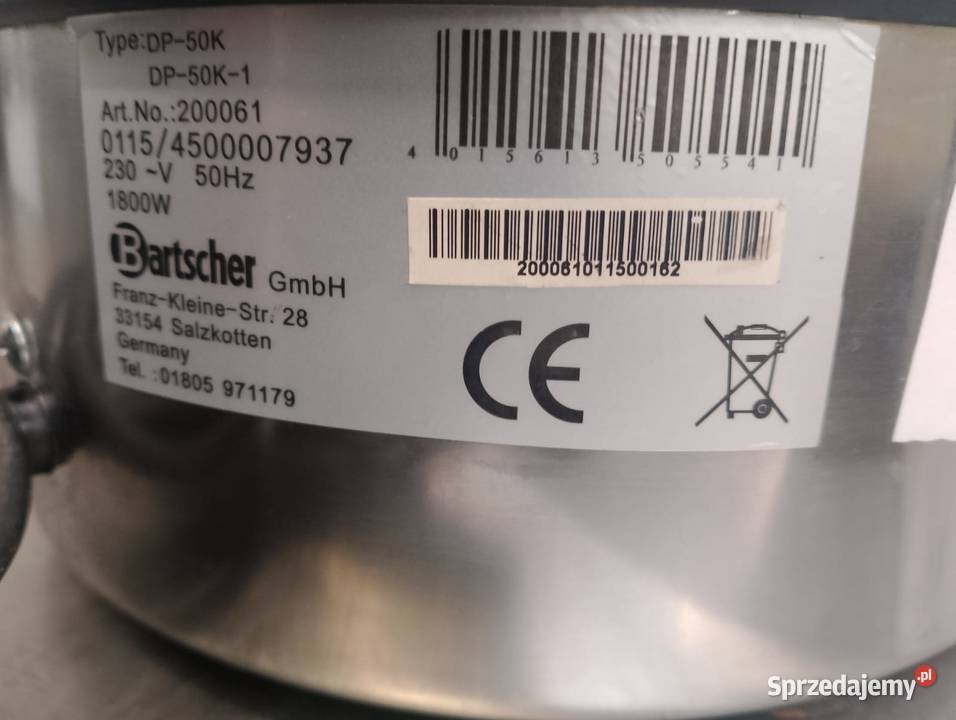 Type:DP-50K
DP-50K-1
Art.No.:200061
0115/4500007937
230 ~V 50Hz
1800W
Bartscher GmbH
Franz-Kleine-Str. 28
33154 Salzkotten
Germany
Tel. :01805 971179
4 015613 505541
200061011500162
CE
Sprzedajemy.pl